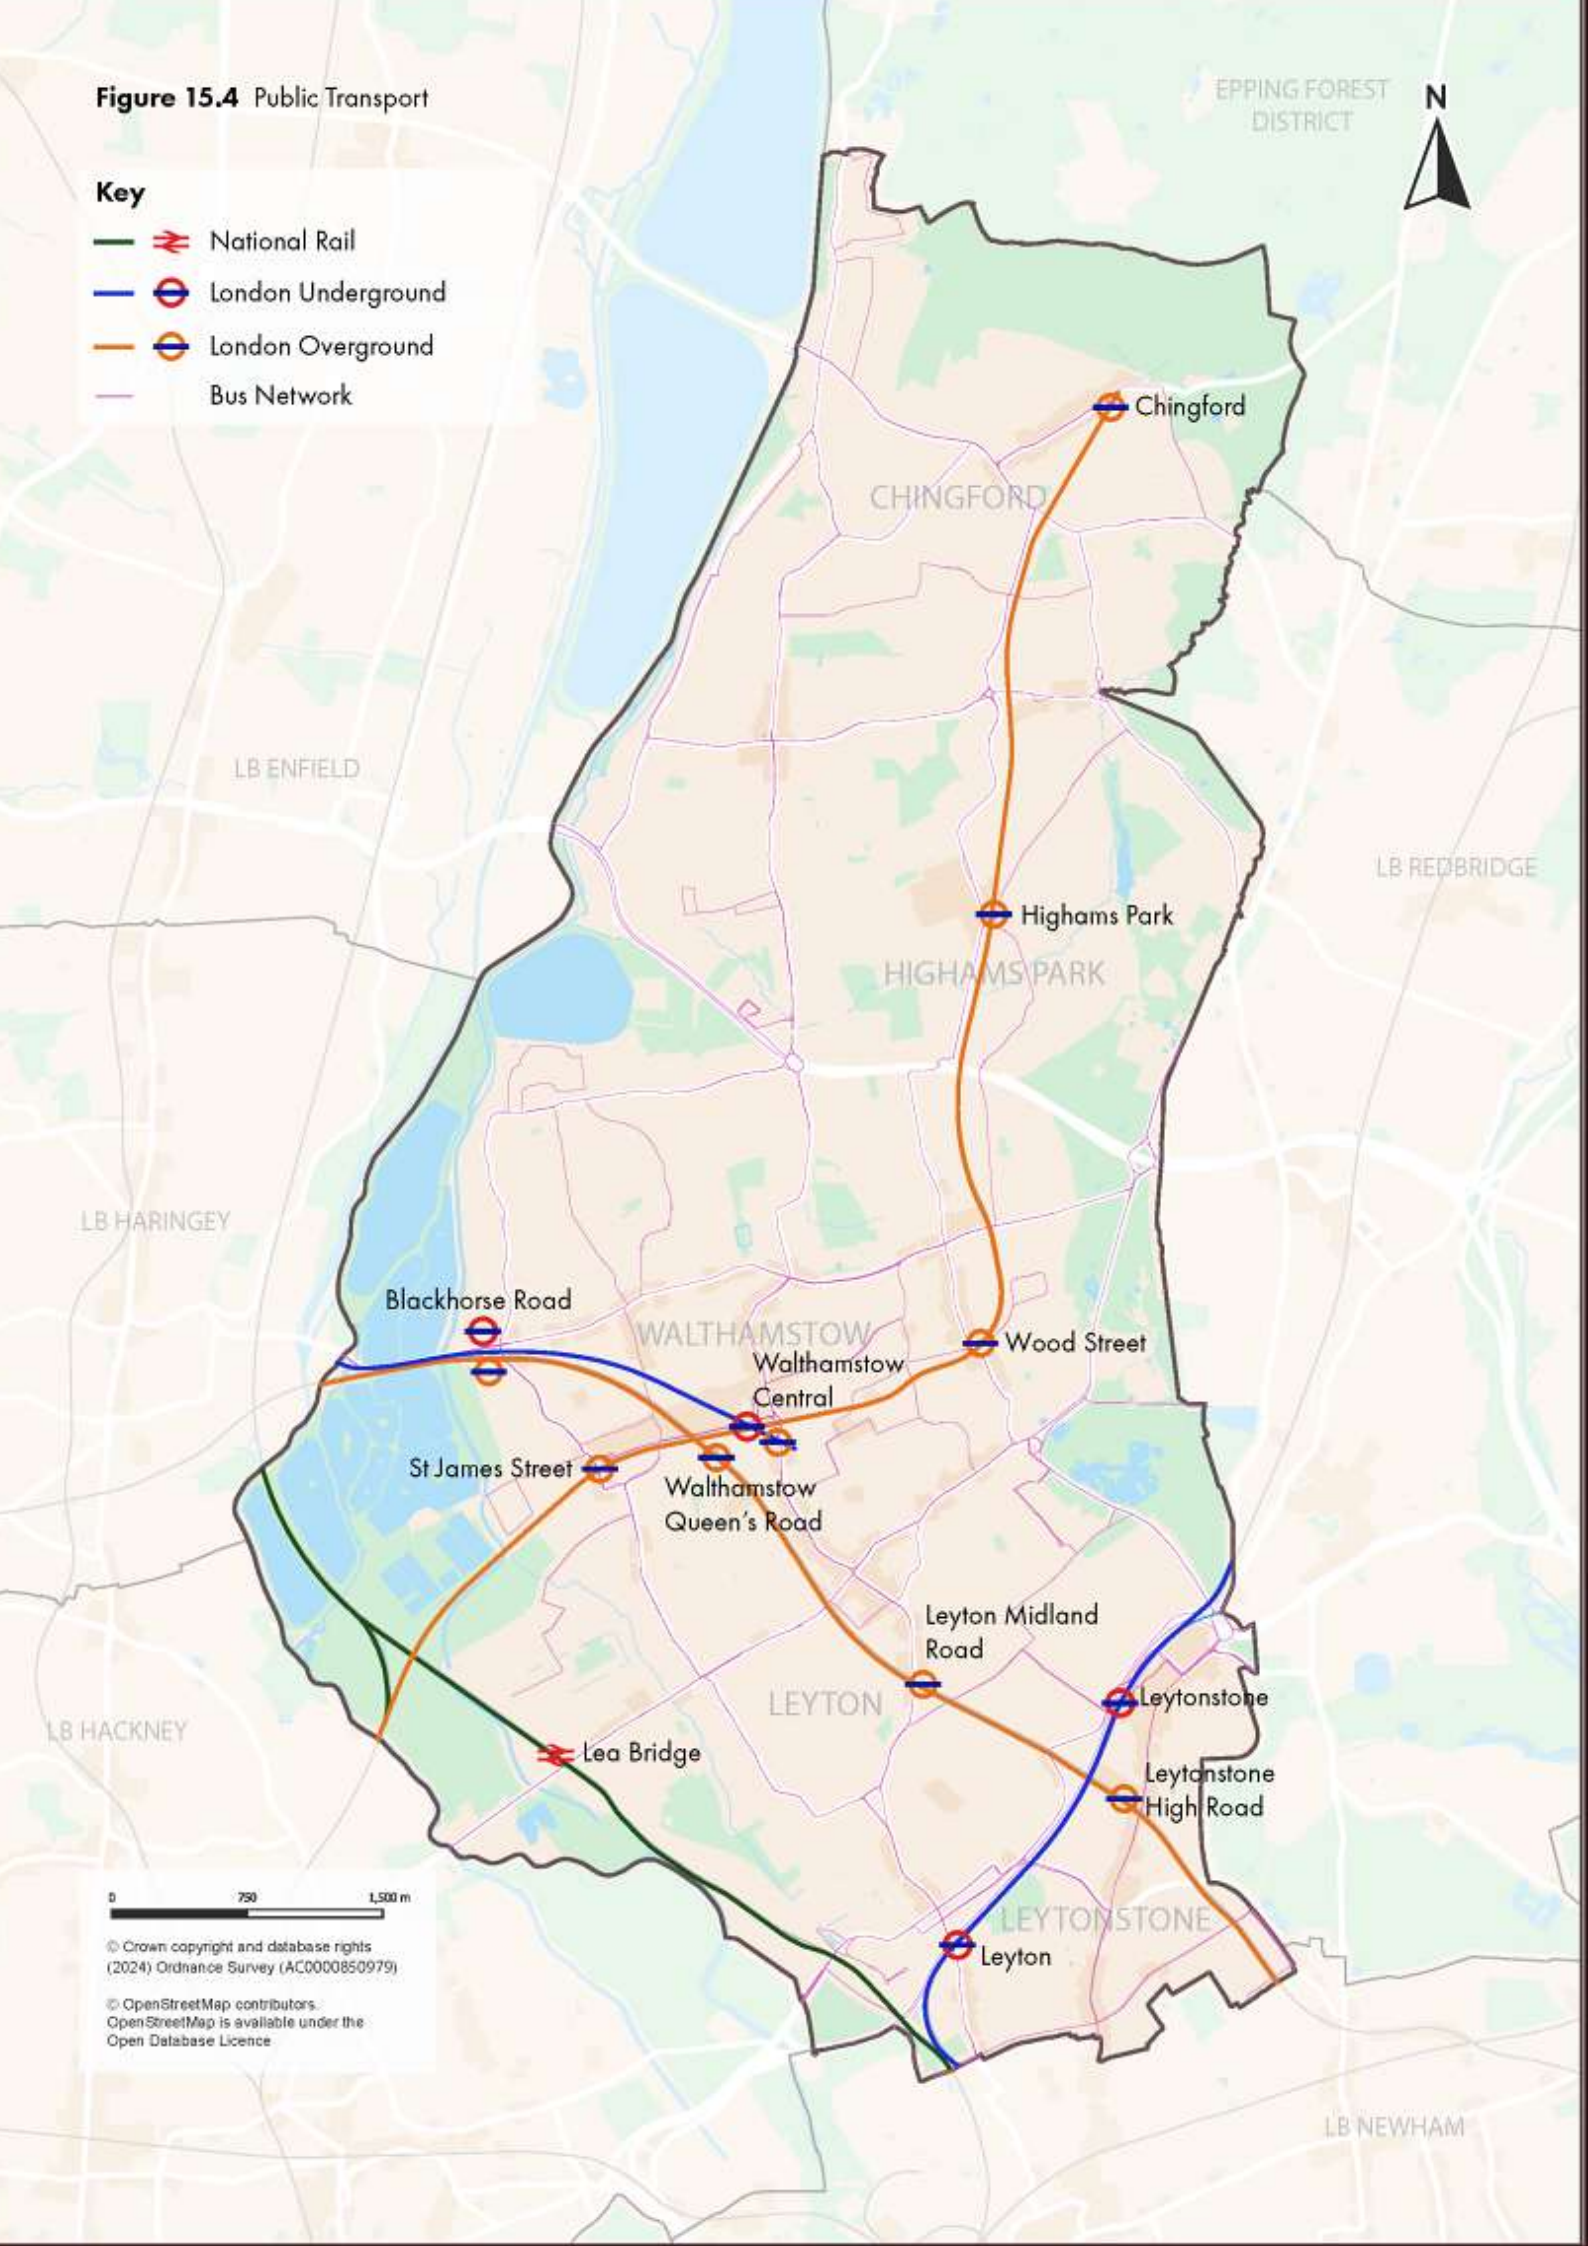 Figure 15.4 Public Transport
Key
National Rail
London Underground
London Overground
Bus Network
EPPING FOREST
DISTRICT
N
Chingford
CHINGFORD
LB ENFIELD
LB REDBRIDGE
Highams Park
HIGHAMS PARK
LB HARINGEY
Blackhorse Road
WALTHAMSTOW
Wood Street
Walthamstow
Central
St James Street
Walthamstow
Queen's Road
Leyton Midland
Road
LEYTON
Leytonstone
LB HACKNEY
Lea Bridge
Leytonstone
High Road
LEYTONSTONE
Leyton
0 750 1,500 m
© Crown copyright and database rights
(2024) Ordnance Survey (AC0000850979)
© OpenStreetMap contributors.
OpenStreetMap is available under the
Open Database Licence
LB NEWHAM